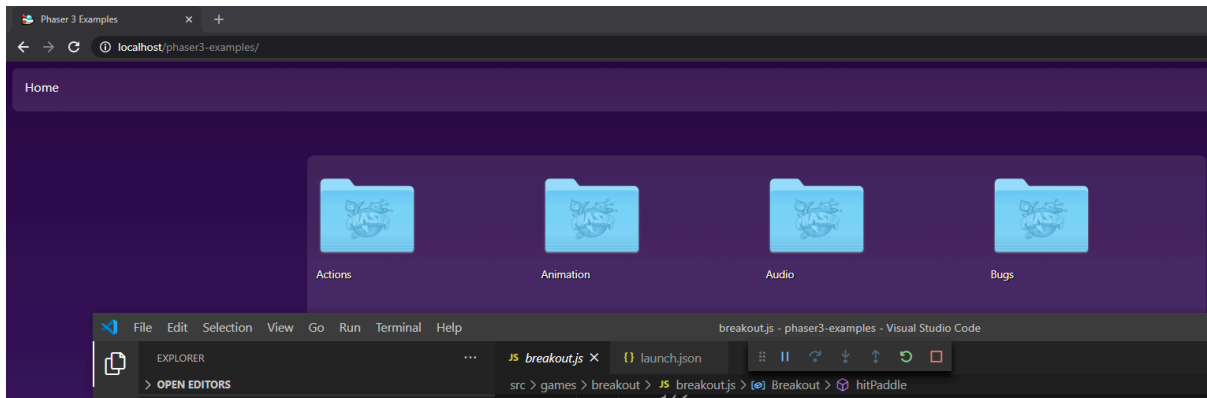 Phaser 3 Examples
localhost/phaser3-examples/
Home
Actions Animation Audio Bugs
File Edit Selection View Go Run Terminal Help breakout.js - phaser3-examples - Visual Studio Code
EXPLORER ... JS breakout.js {} launch.json
> OPEN EDITORS src > games > breakout > JS breakout.js > Breakout > hitPaddle